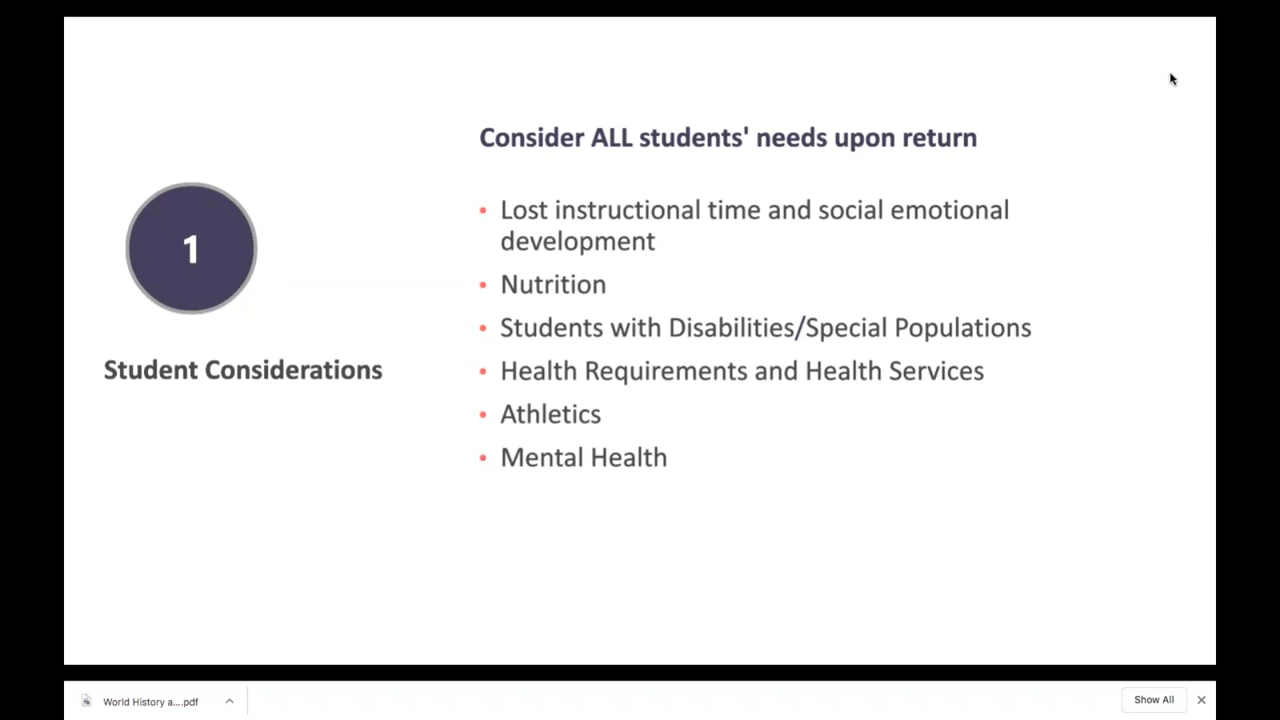 Consider ALL students' needs upon return
1
Student Considerations
• Lost instructional time and social emotional
development
• Nutrition
• Students with Disabilities/Special Populations
• Health Requirements and Health Services
• Athletics
• Mental Health
World History a....pdf
Show All